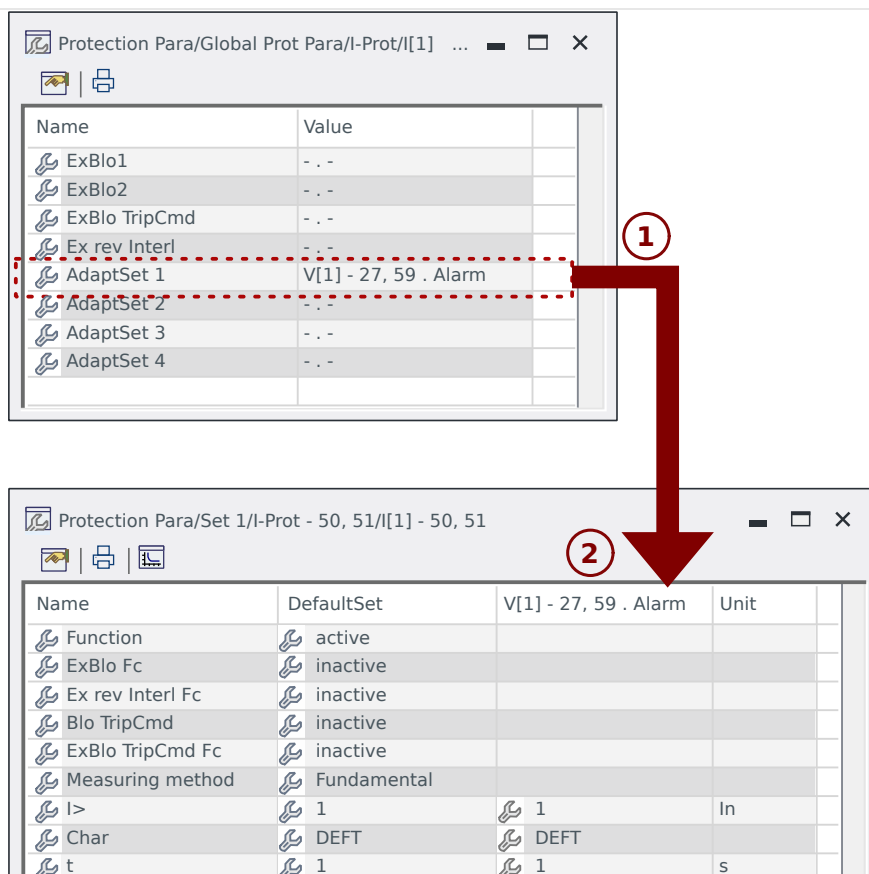 Protection Para/Global Prot Para/I-Prot/I[1] ...
Name Value
ExBlo1 - . -
ExBlo2 - . -
ExBlo TripCmd - . -
Ex rev Interl - . -
AdaptSet 1 V[1] - 27, 59 . Alarm
AdaptSet 2 - . -
AdaptSet 3 - . -
AdaptSet 4 - . -
1
Protection Para/Set 1/I-Prot - 50, 51/I[1] - 50, 51
2
Name DefaultSet V[1] - 27, 59 . Alarm Unit
Function active
ExBlo Fc inactive
Ex rev Interl Fc inactive
Blo TripCmd inactive
ExBlo TripCmd Fc inactive
Measuring method Fundamental
I> 1 1 In
Char DEFT DEFT
t 1 1 s